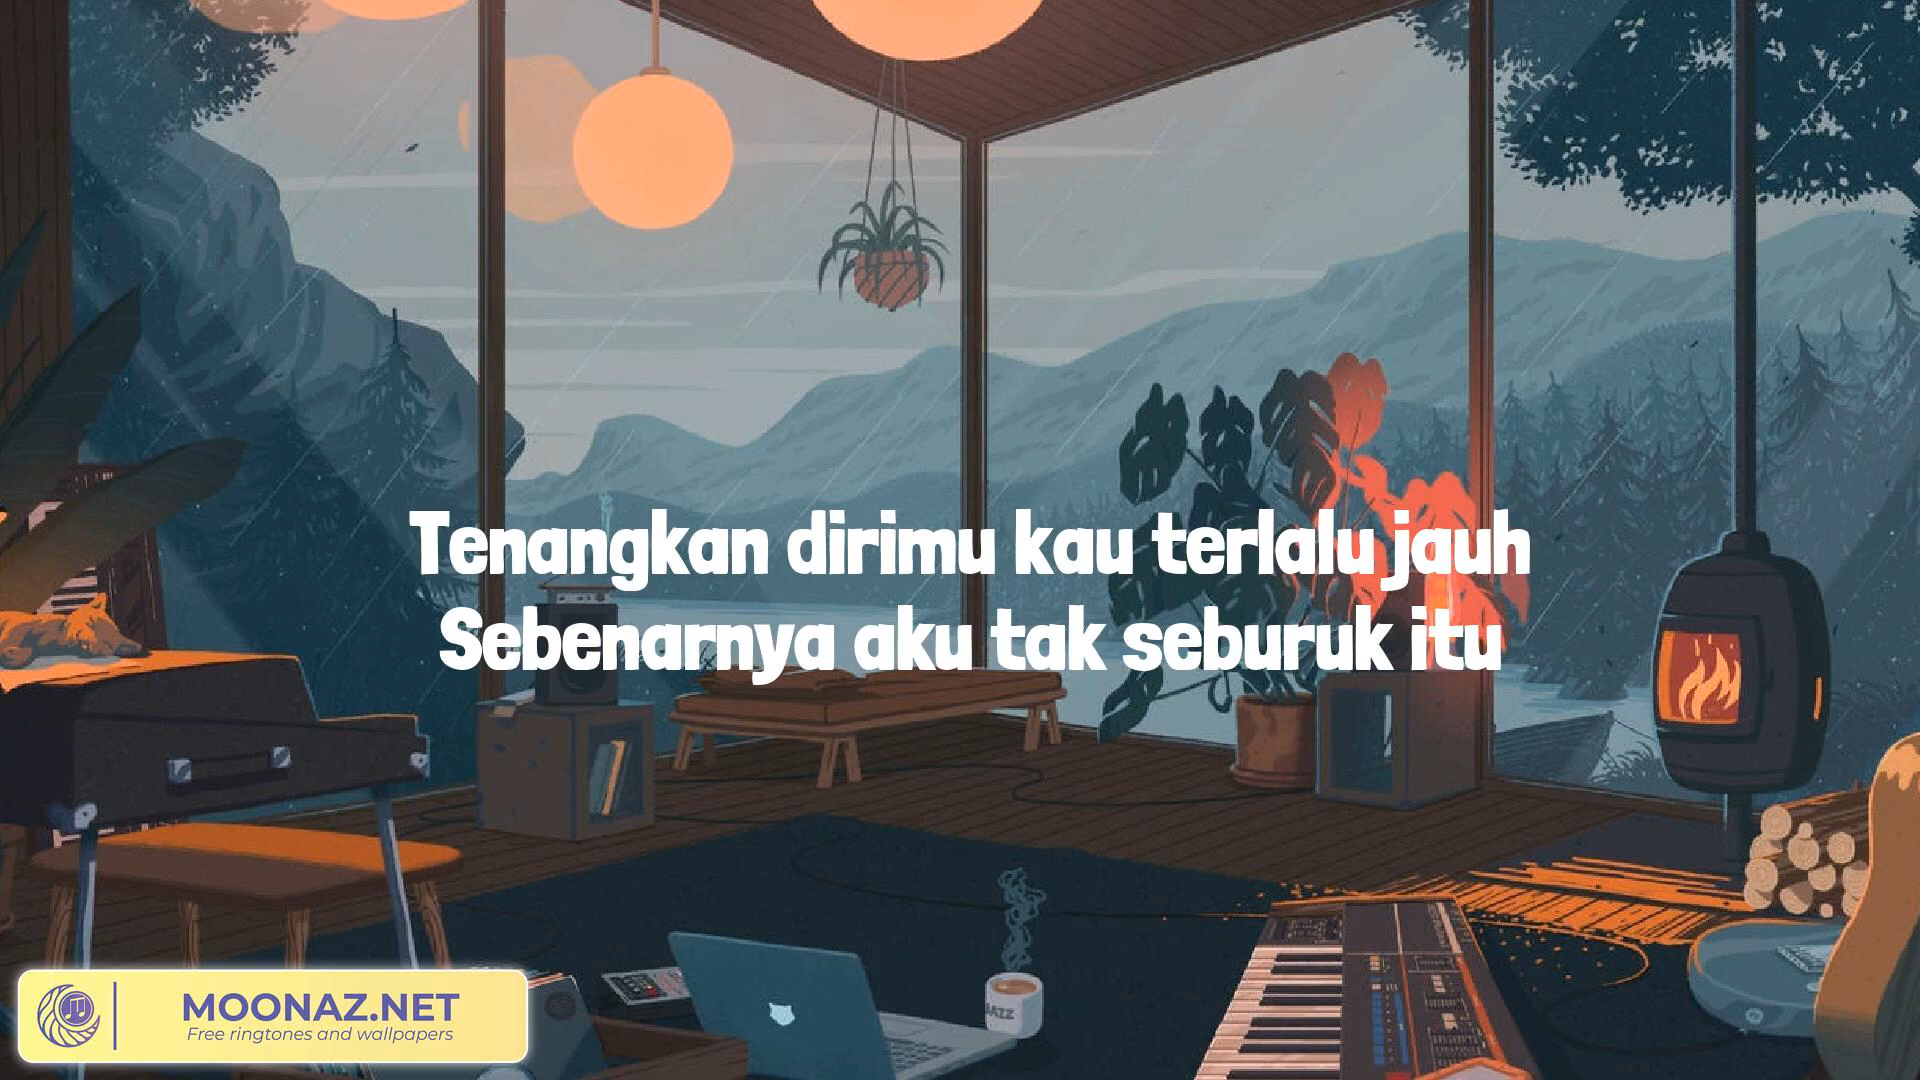 Tenangkan dirimu kau terlalu jauh
Sebenarnya aku tak seburuk itu
JAZZ
MOONAZ.NET
Free ringtones and wallpapers